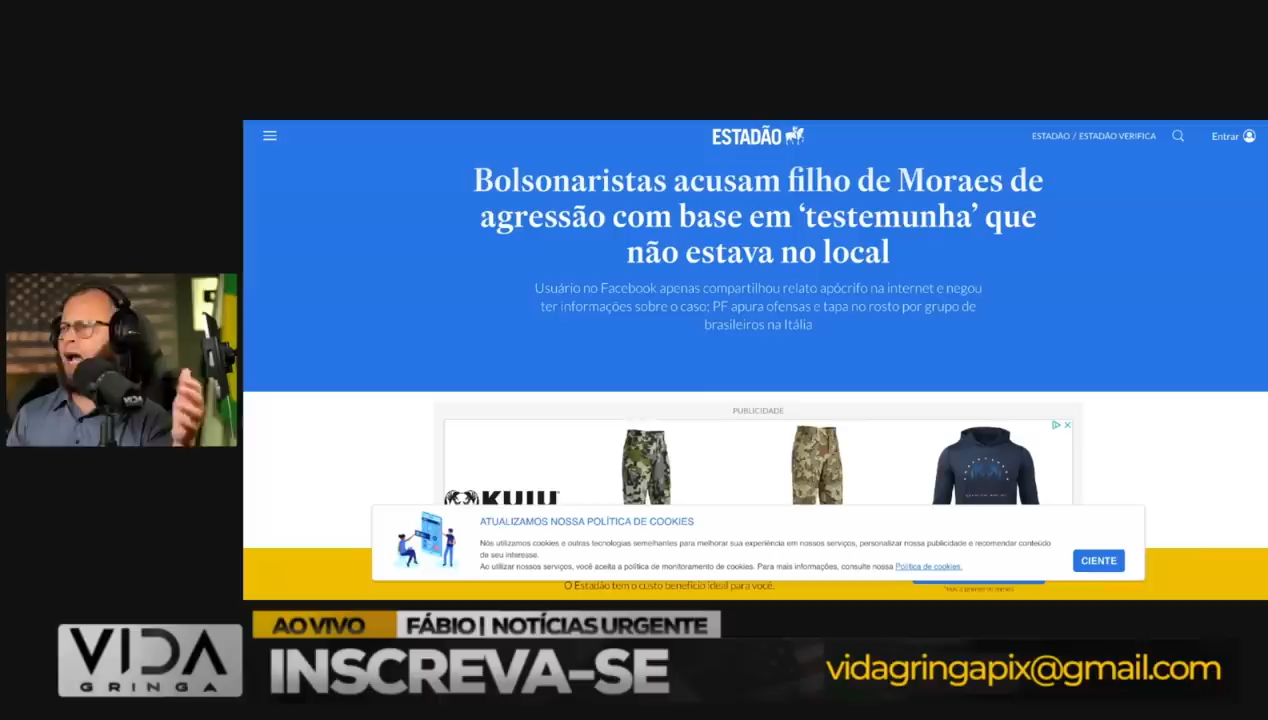 ESTADÃO
ESTADÃO / ESTADÃO VERIFICA
Entrar
Bolsonaristas acusam filho de Moraes de
agressão com base em ‘testemunha’ que
não estava no local
Usuário no Facebook apenas compartilhou relato apócrifo na internet e negou
ter informações sobre o caso; PF apura ofensas e tapa no rosto por grupo de
brasileiros na Itália
PUBLICIDADE
KUIU
ATUALIZAMOS NOSSA POLÍTICA DE COOKIES
Nós utilizamos cookies e outras tecnologias semelhantes para melhorar sua experiência em nossos serviços, personalizar nossa publicidade e recomendar conteúdo
de seu interesse.
Ao utilizar nossos serviços, você aceita a política de monitoramento de cookies. Para mais informações, consulte nossa Política de cookies.
CIENTE
O Estadão tem o custo benefício ideal para você.
VIDA
GRINGA
AO VIVO
FÁBIO | NOTÍCIAS URGENTE
INSCREVA-SE
vidagringapix@gmail.com